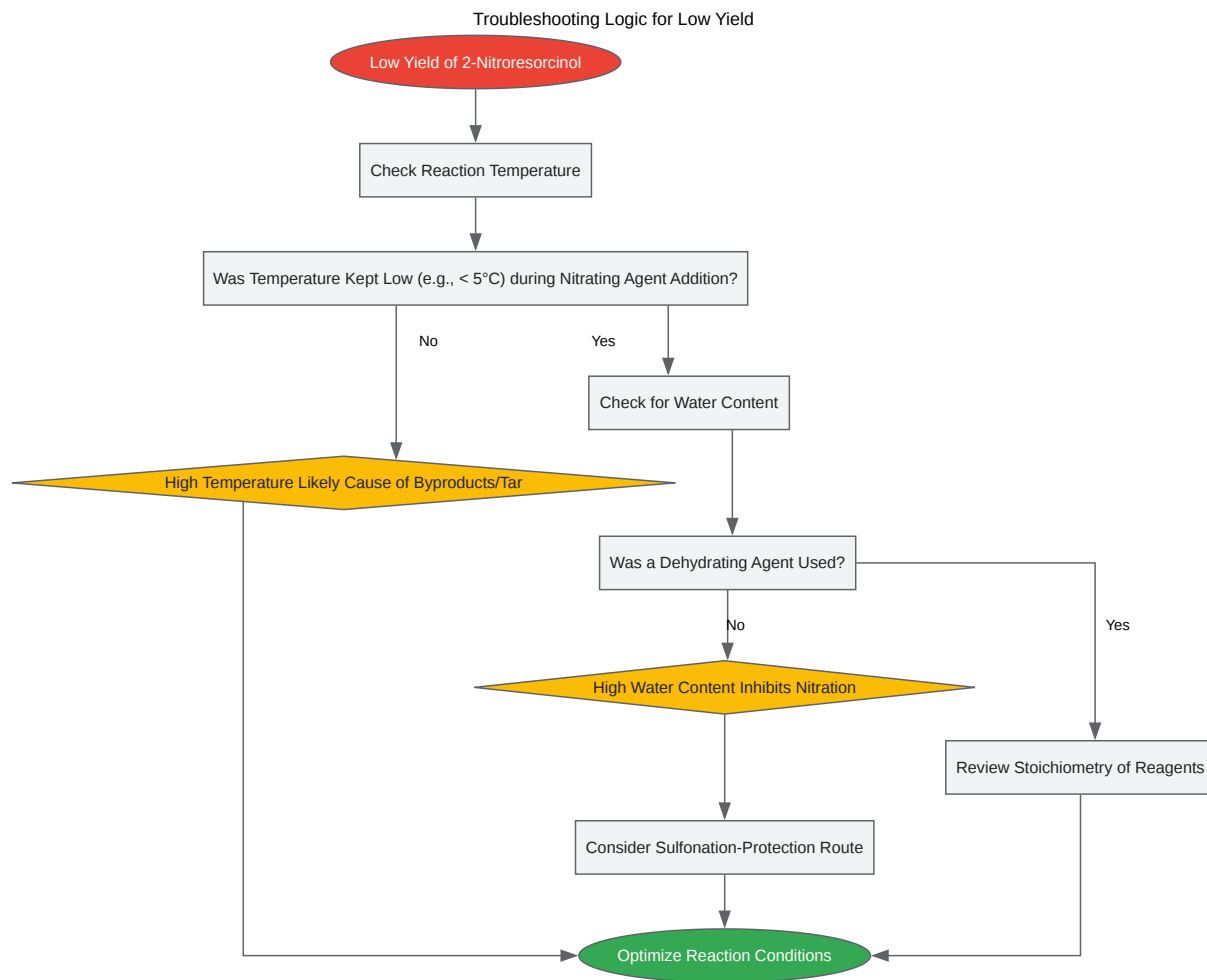 Troubleshooting Logic for Low Yield
Low Yield of 2-Nitroresorcinol
Check Reaction Temperature
Was Temperature Kept Low (e.g., < 5°C) during Nitrating Agent Addition?
No
Yes
Check for Water Content
High Temperature Likely Cause of Byproducts/Tar
Was a Dehydrating Agent Used?
No
Yes
High Water Content Inhibits Nitration
Review Stoichiometry of Reagents
Consider Sulfonation-Protection Route
Optimize Reaction Conditions